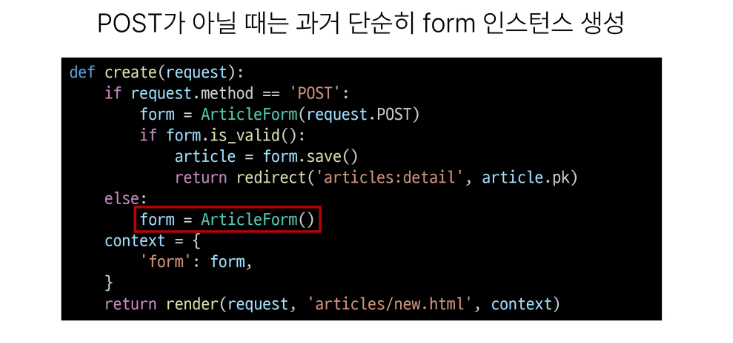 POST가 아닐 때는 과거 단순히 form 인스턴스 생성
def create(request):
    if request.method == 'POST':
        form = ArticleForm(request.POST)
        if form.is_valid():
            article = form.save()
            return redirect('articles:detail', article.pk)
    else:
        form = ArticleForm()
    context = {
        'form': form,
    }
    return render(request, 'articles/new.html', context)